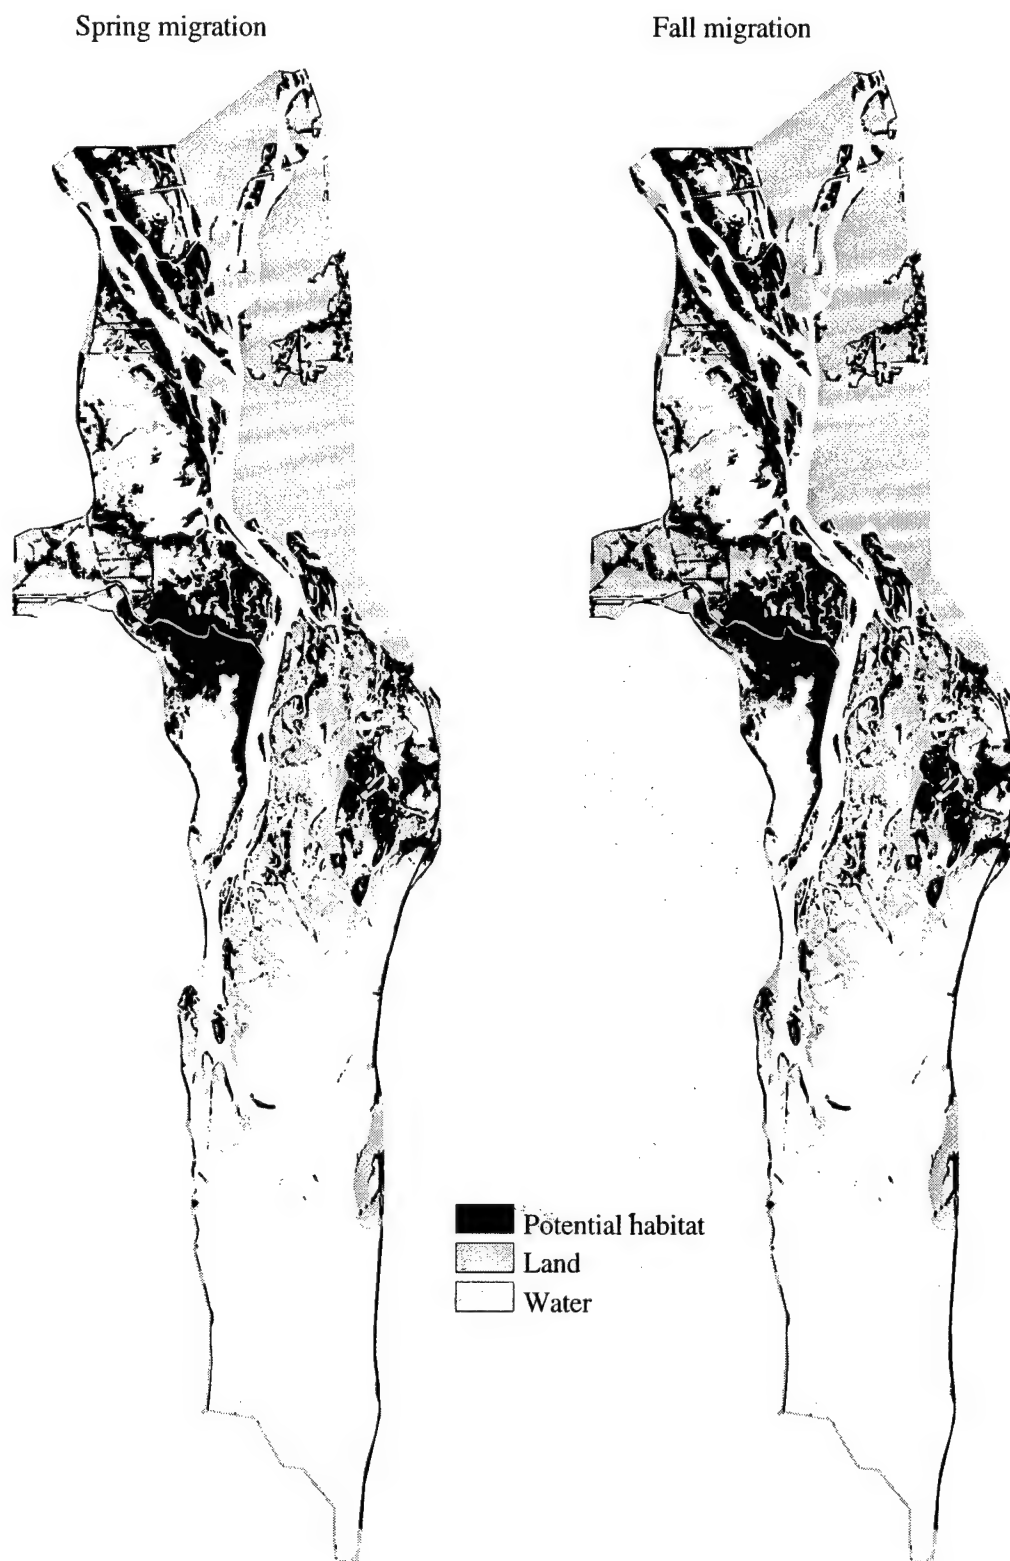 Spring migration
Fall migration
Potential habitat
Land
Water